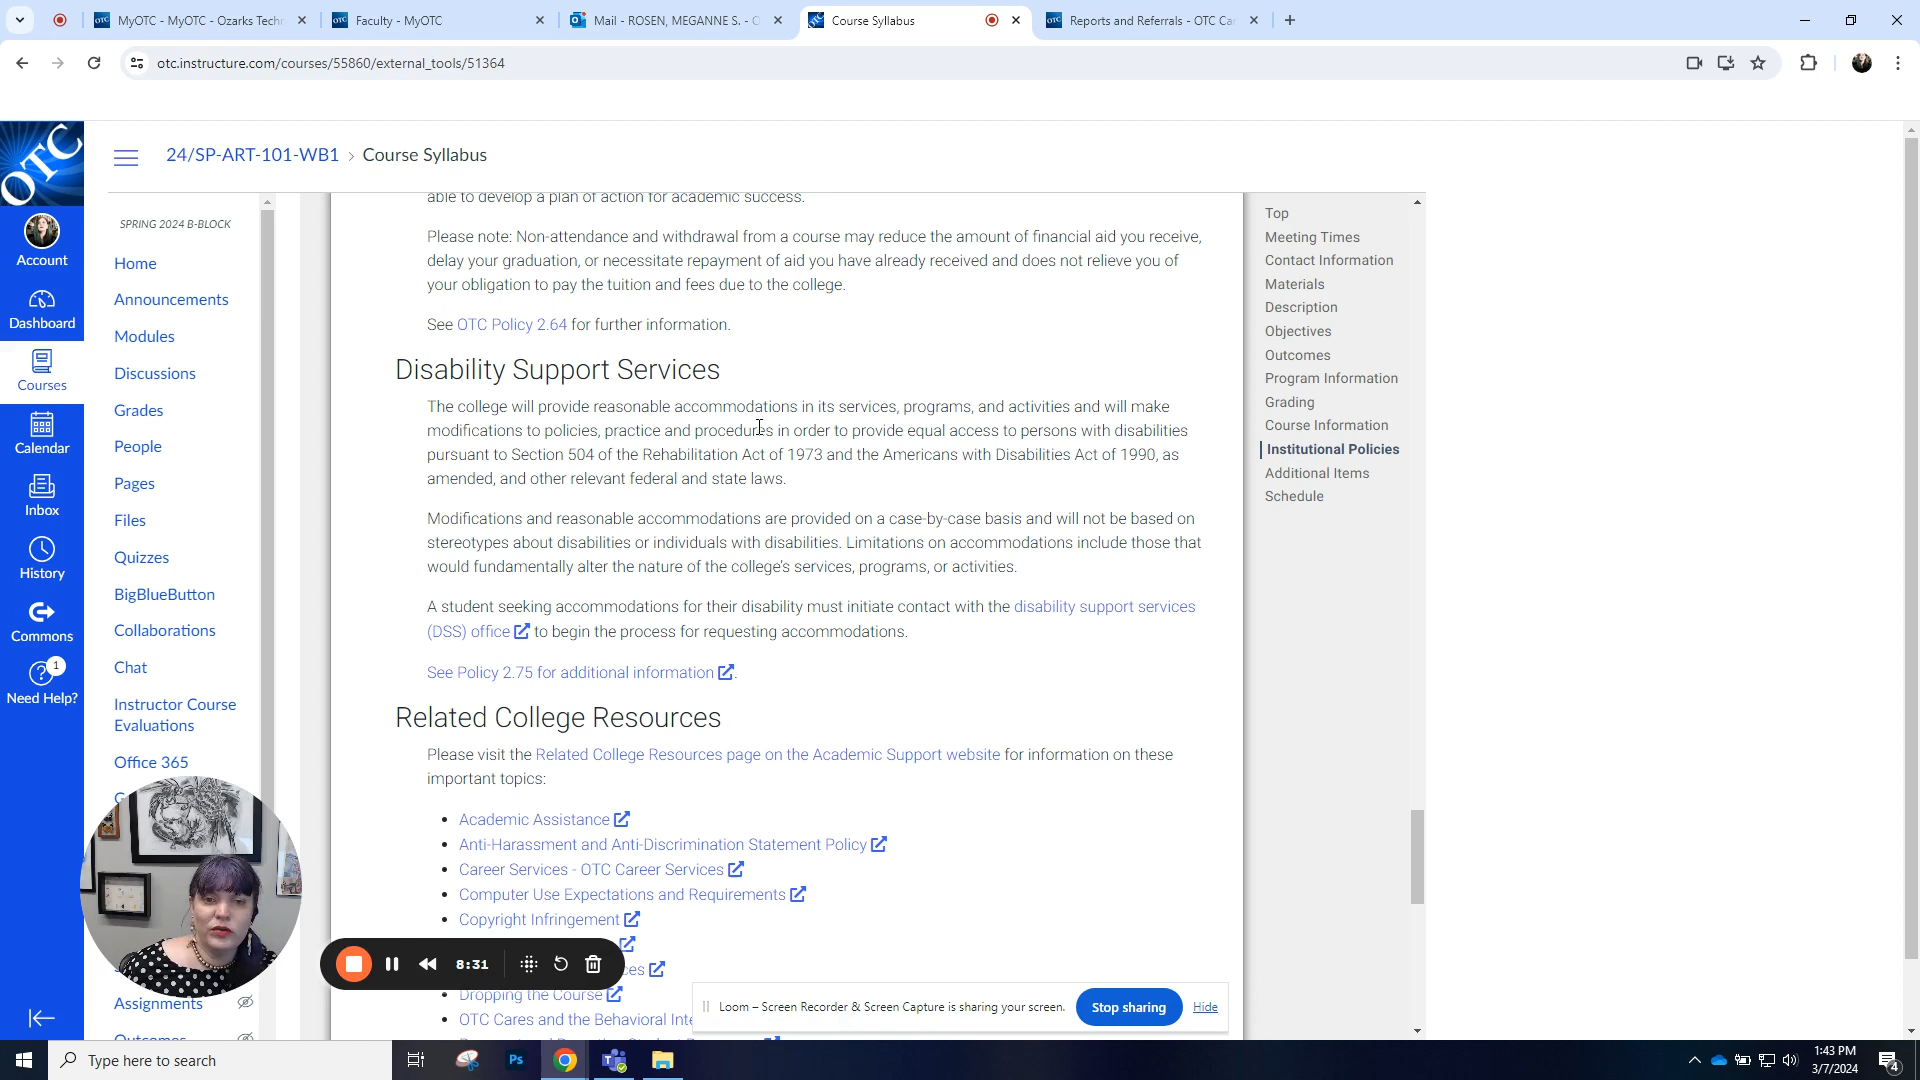 MyOTC - MyOTC - Ozarks Techn
Faculty - MyOTC
Mail - ROSEN, MEGANNE S. - O
Course Syllabus
Reports and Referrals - OTC Car
otc.instructure.com/courses/55860/external_tools/51364
OTC
24/SP-ART-101-WB1 > Course Syllabus
Account
Dashboard
Courses
Calendar
Inbox
History
Commons
1
Need Help?
SPRING 2024 B-BLOCK
Home
Announcements
Modules
Discussions
Grades
People
Pages
Files
Quizzes
BigBlueButton
Collaborations
Chat
Instructor Course
Evaluations
Office 365
Assignments
Outcomes
able to develop a plan of action for academic success.
Please note: Non-attendance and withdrawal from a course may reduce the amount of financial aid you receive,
delay your graduation, or necessitate repayment of aid you have already received and does not relieve you of
your obligation to pay the tuition and fees due to the college.
See OTC Policy 2.64 for further information.
Disability Support Services
The college will provide reasonable accommodations in its services, programs, and activities and will make
modifications to policies, practice and procedures in order to provide equal access to persons with disabilities
pursuant to Section 504 of the Rehabilitation Act of 1973 and the Americans with Disabilities Act of 1990, as
amended, and other relevant federal and state laws.
Modifications and reasonable accommodations are provided on a case-by-case basis and will not be based on
stereotypes about disabilities or individuals with disabilities. Limitations on accommodations include those that
would fundamentally alter the nature of the college's services, programs, or activities.
A student seeking accommodations for their disability must initiate contact with the disability support services
(DSS) office to begin the process for requesting accommodations.
See Policy 2.75 for additional information.
Related College Resources
Please visit the Related College Resources page on the Academic Support website for information on these
important topics:
• Academic Assistance
• Anti-Harassment and Anti-Discrimination Statement Policy
• Career Services - OTC Career Services
• Computer Use Expectations and Requirements
• Copyright Infringement
ces
• Dropping the Course
• OTC Cares and the Behavioral Inte
Top
Meeting Times
Contact Information
Materials
Description
Objectives
Outcomes
Program Information
Grading
Course Information
Institutional Policies
Additional Items
Schedule
8:31
Loom – Screen Recorder & Screen Capture is sharing your screen.
Stop sharing
Hide
Type here to search
Ps
1:43 PM
3/7/2024
4